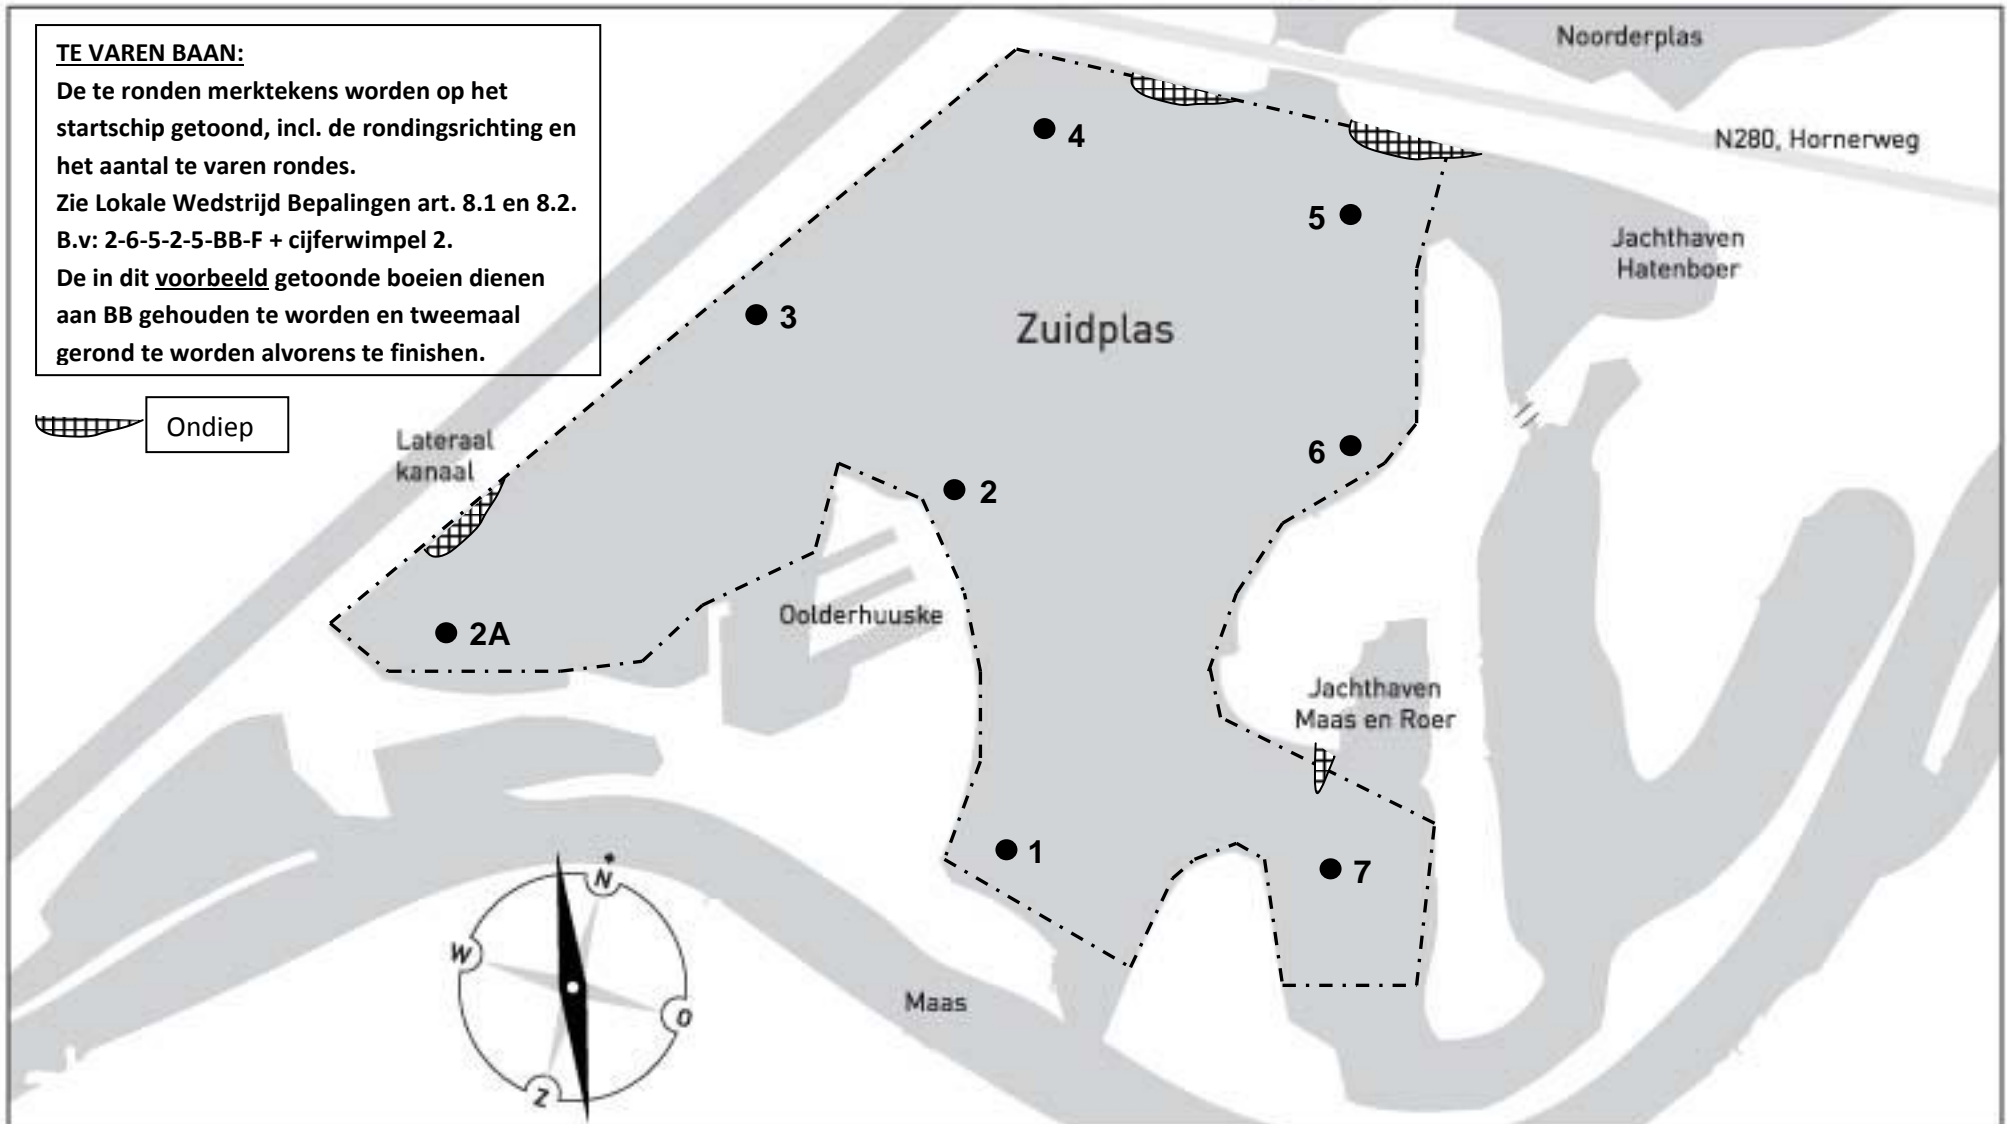 TE VAREN BAAN:
De te ronden merktekens worden op het
startschip getoond, incl. de rondingsrichting en
het aantal te varen rondes.
Zie Lokale Wedstrijd Bepalingen art. 8.1 en 8.2.
B.v: 2-6-5-2-5-BB-F + cijferwimpel 2.
De in dit voorbeeld getoonde boeien dienen
aan BB gehouden te worden en tweemaal
gerond te worden alvorens te finishen.
Ondiep
Noorderplas
N280, Hornerweg
4
5
Jachthaven
Hatenboer
3
Zuidplas
Lateraal
kanaal
6
2
Oolderhuuske
2A
Jachthaven
Maas en Roer
1
7
N
W
O
Z
Maas